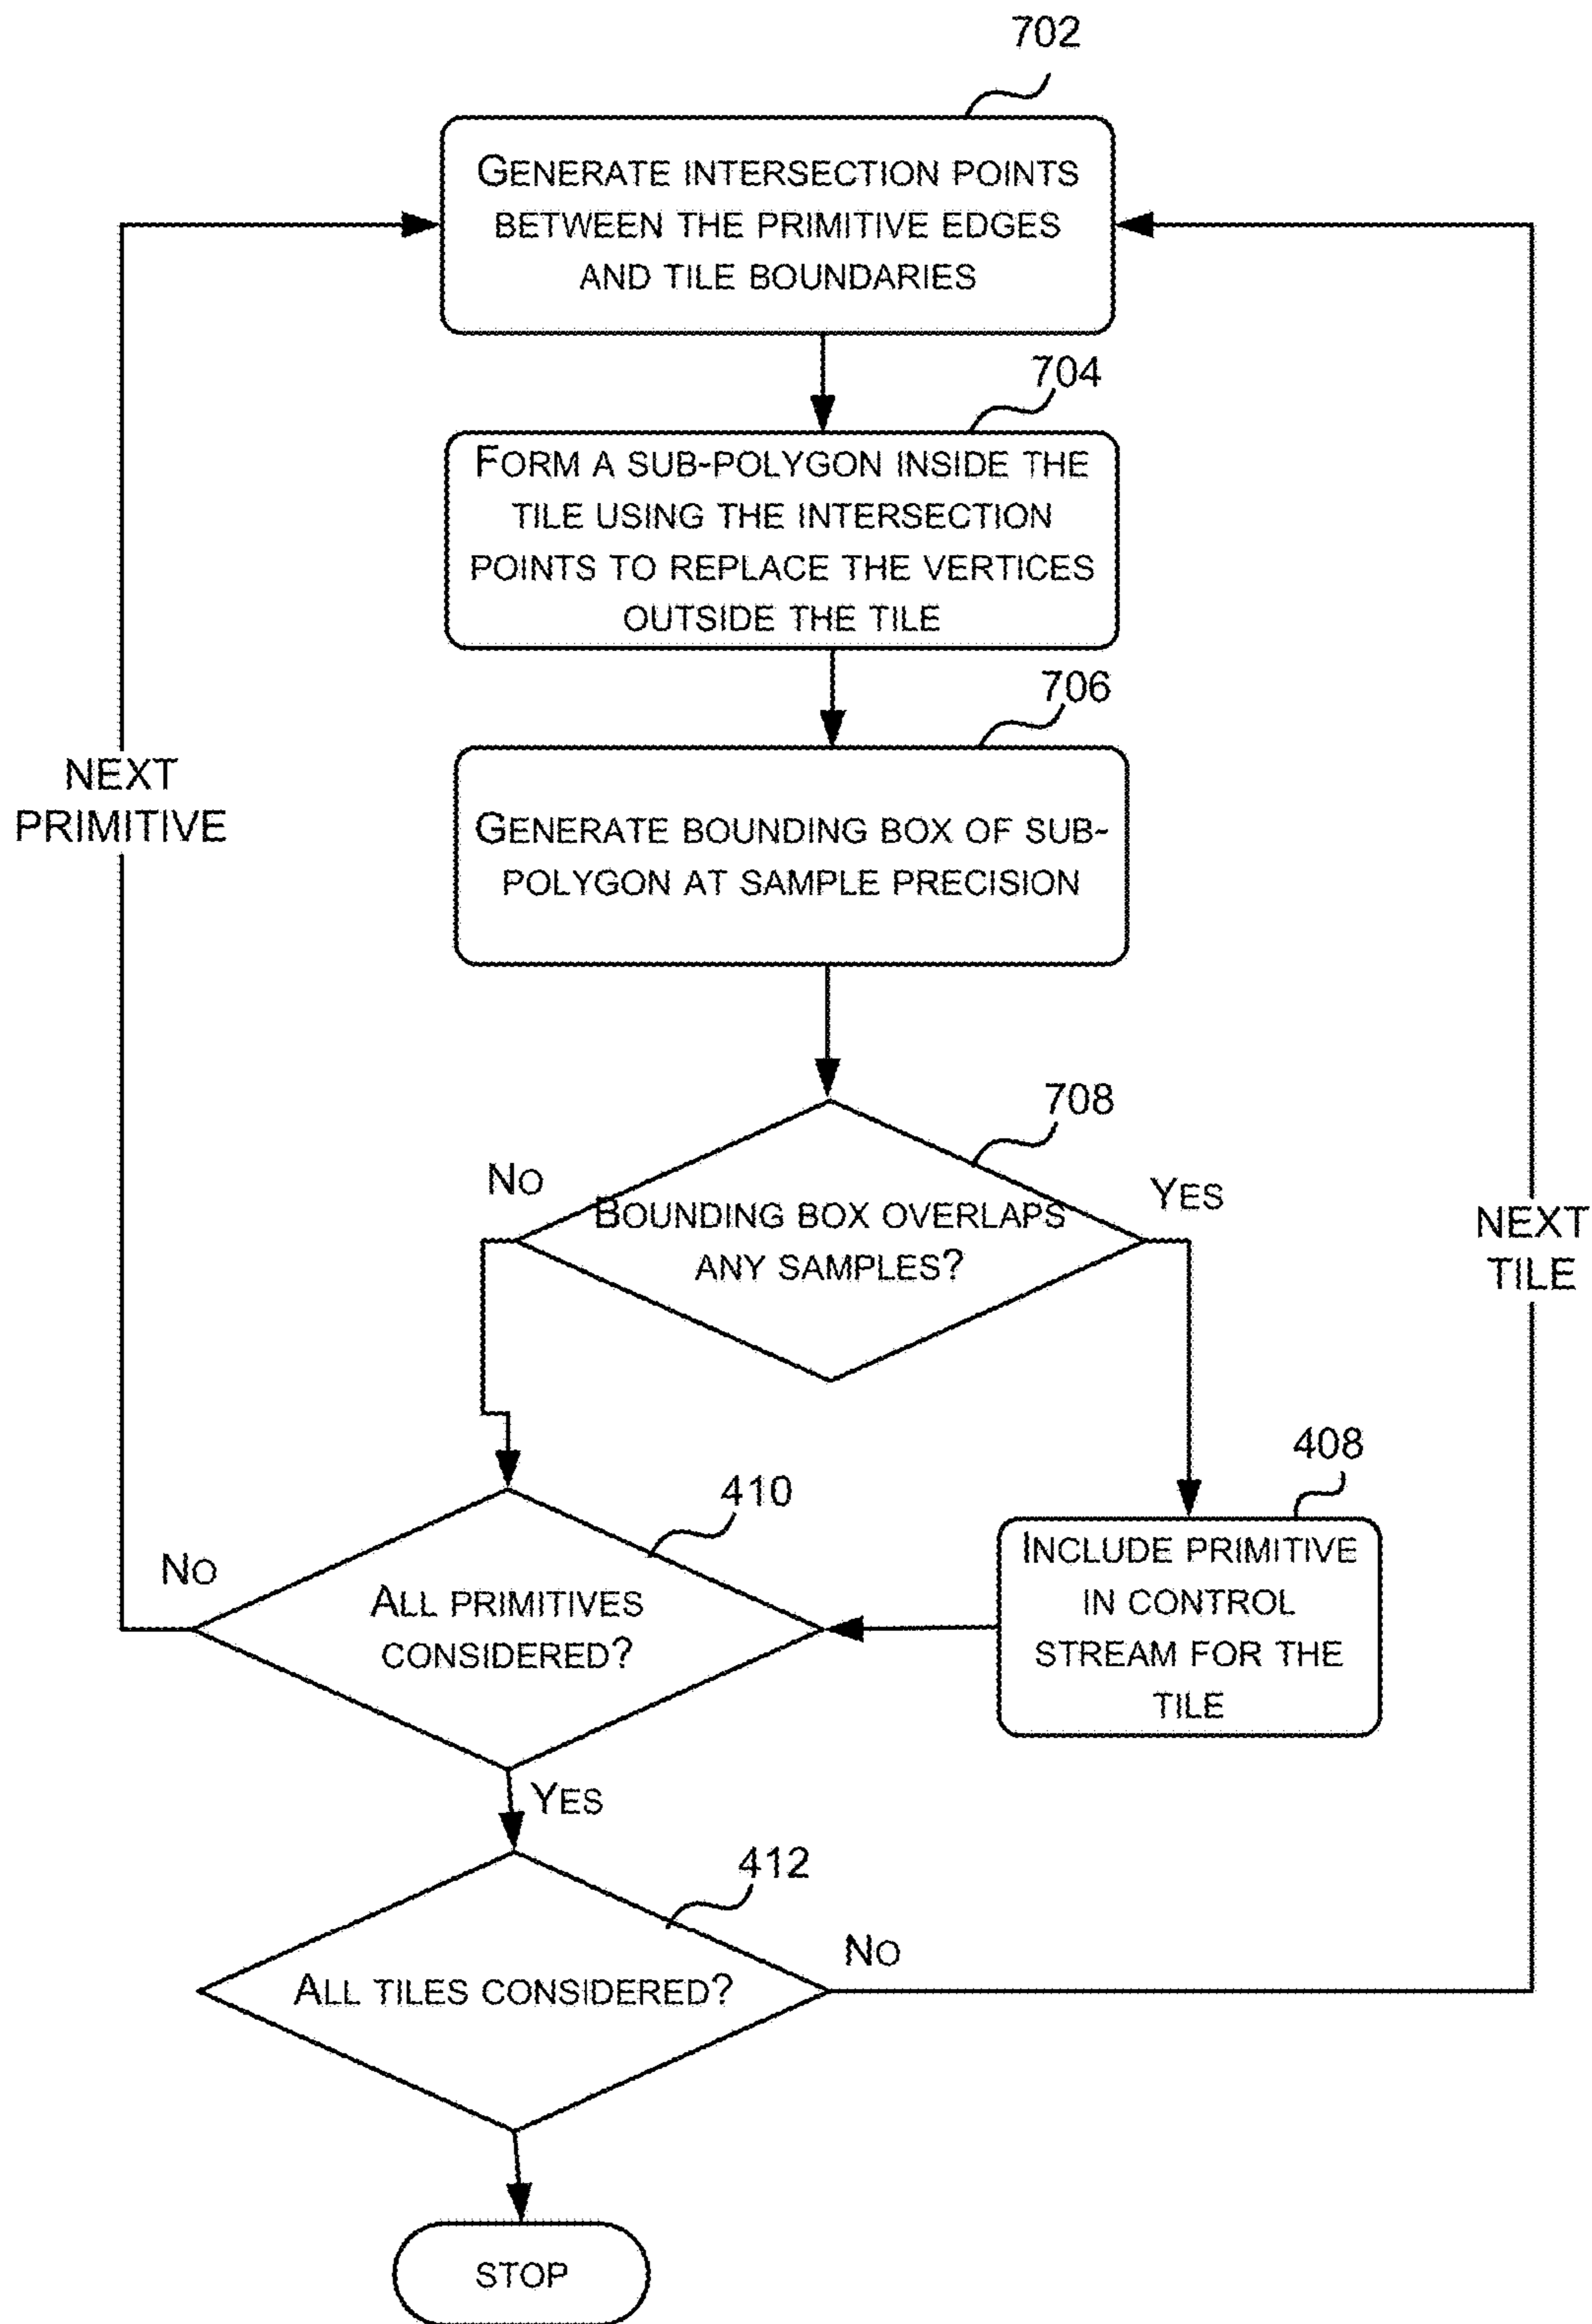 702
GENERATE INTERSECTION POINTS
BETWEEN THE PRIMITIVE EDGES
AND TILE BOUNDARIES
704
FORM A SUB-POLYGON INSIDE THE
TILE USING THE INTERSECTION
POINTS TO REPLACE THE VERTICES
OUTSIDE THE TILE
706
GENERATE BOUNDING BOX OF SUB-
POLYGON AT SAMPLE PRECISION
NEXT
PRIMITIVE
708
NO
YES
BOUNDING BOX OVERLAPS
ANY SAMPLES?
NEXT
TILE
408
INCLUDE PRIMITIVE
IN CONTROL
STREAM FOR THE
TILE
410
NO
ALL PRIMITIVES
CONSIDERED?
YES
412
NO
ALL TILES CONSIDERED?
STOP